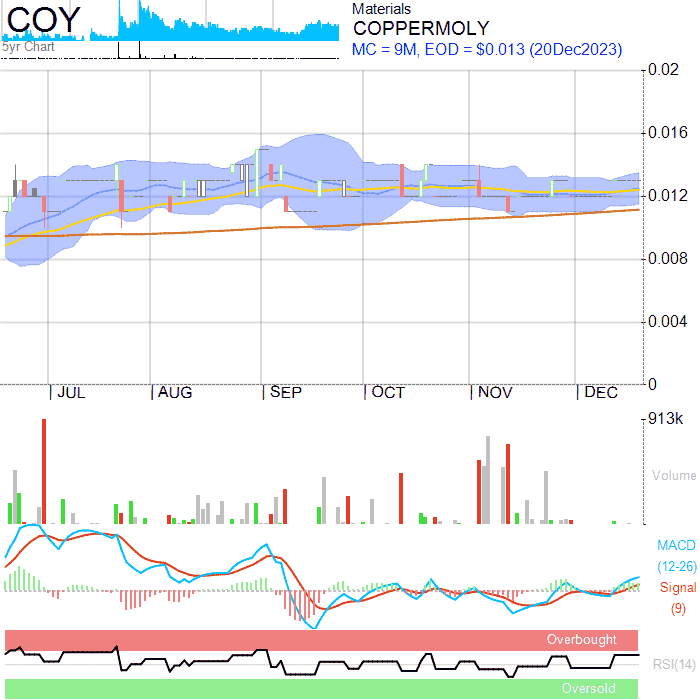 COY
5yr Chart
Materials
COPPERMOLY
MC = 9M, EOD = $0.013 (20Dec2023)
0.02
0.016
0.012
0.008
0.004
0
JUL AUG SEP OCT NOV DEC
913k
Volume
MACD
(12-26)
Signal
(9)
Overbought
RSI(14)
Oversold